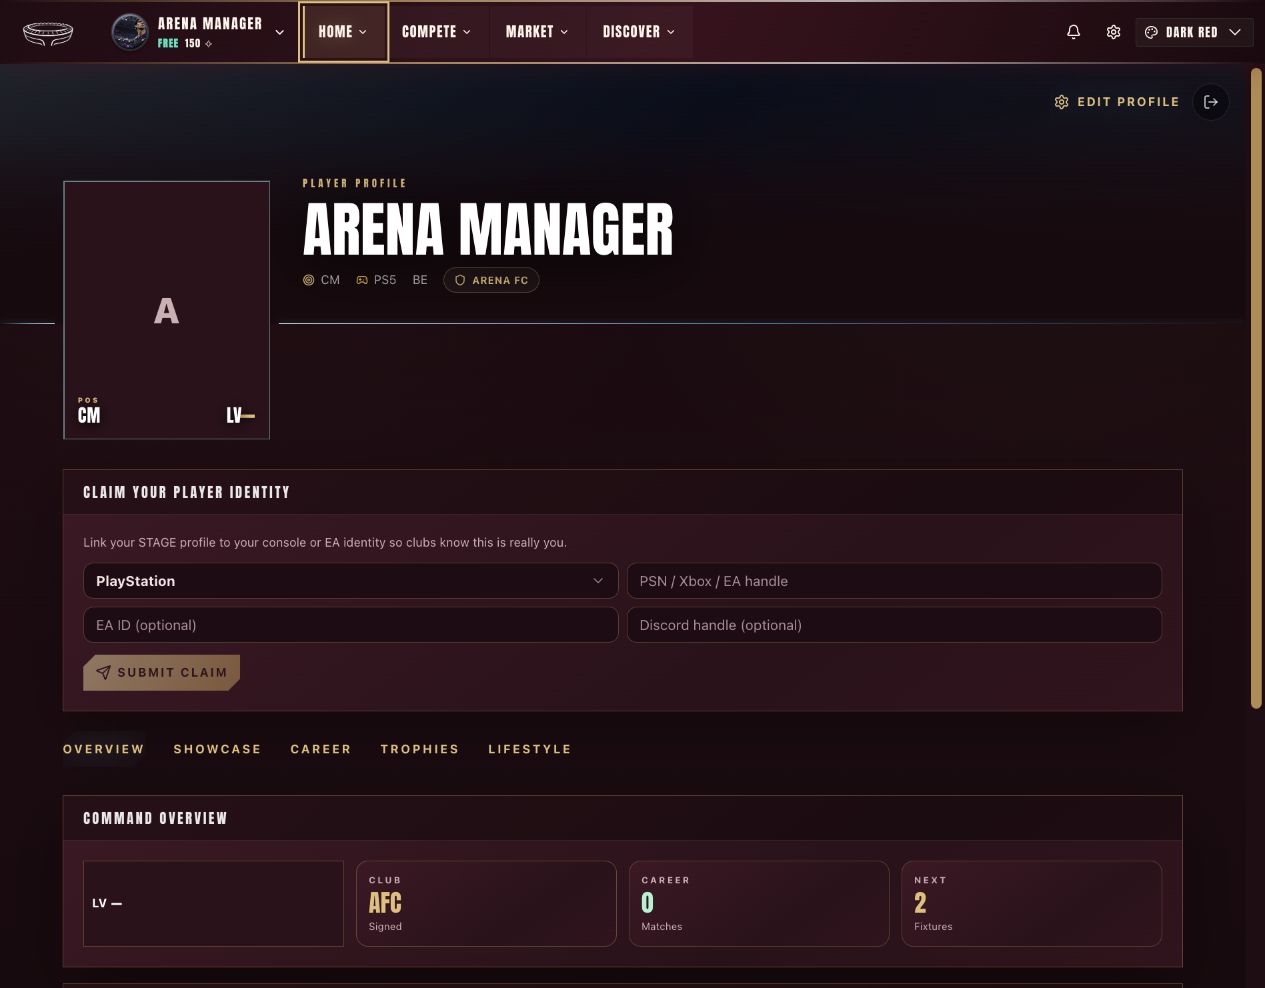 ARENA MANAGER
FREE 150
HOME
COMPETE
MARKET
DISCOVER
DARK RED
EDIT PROFILE
PLAYER PROFILE
ARENA MANAGER
CM PS5 BE ARENA FC
A
POS
CM
LV—
CLAIM YOUR PLAYER IDENTITY
Link your STAGE profile to your console or EA identity so clubs know this is really you.
PlayStation
PSN / Xbox / EA handle
EA ID (optional)
Discord handle (optional)
SUBMIT CLAIM
OVERVIEW SHOWCASE CAREER TROPHIES LIFESTYLE
COMMAND OVERVIEW
LV —
CLUB
AFC
Signed
CAREER
0
Matches
NEXT
2
Fixtures